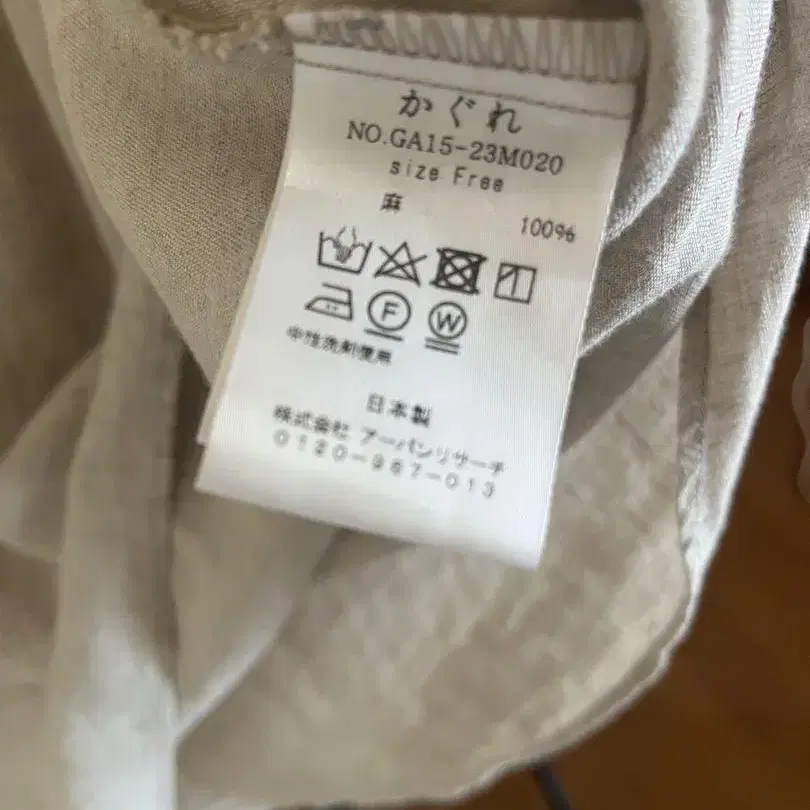 かぐれ
NO.GA15-23M020
size Free
麻 100%
F W
中性洗剤使用
日本製
株式会社 アーバンリサーチ
0120-987-013